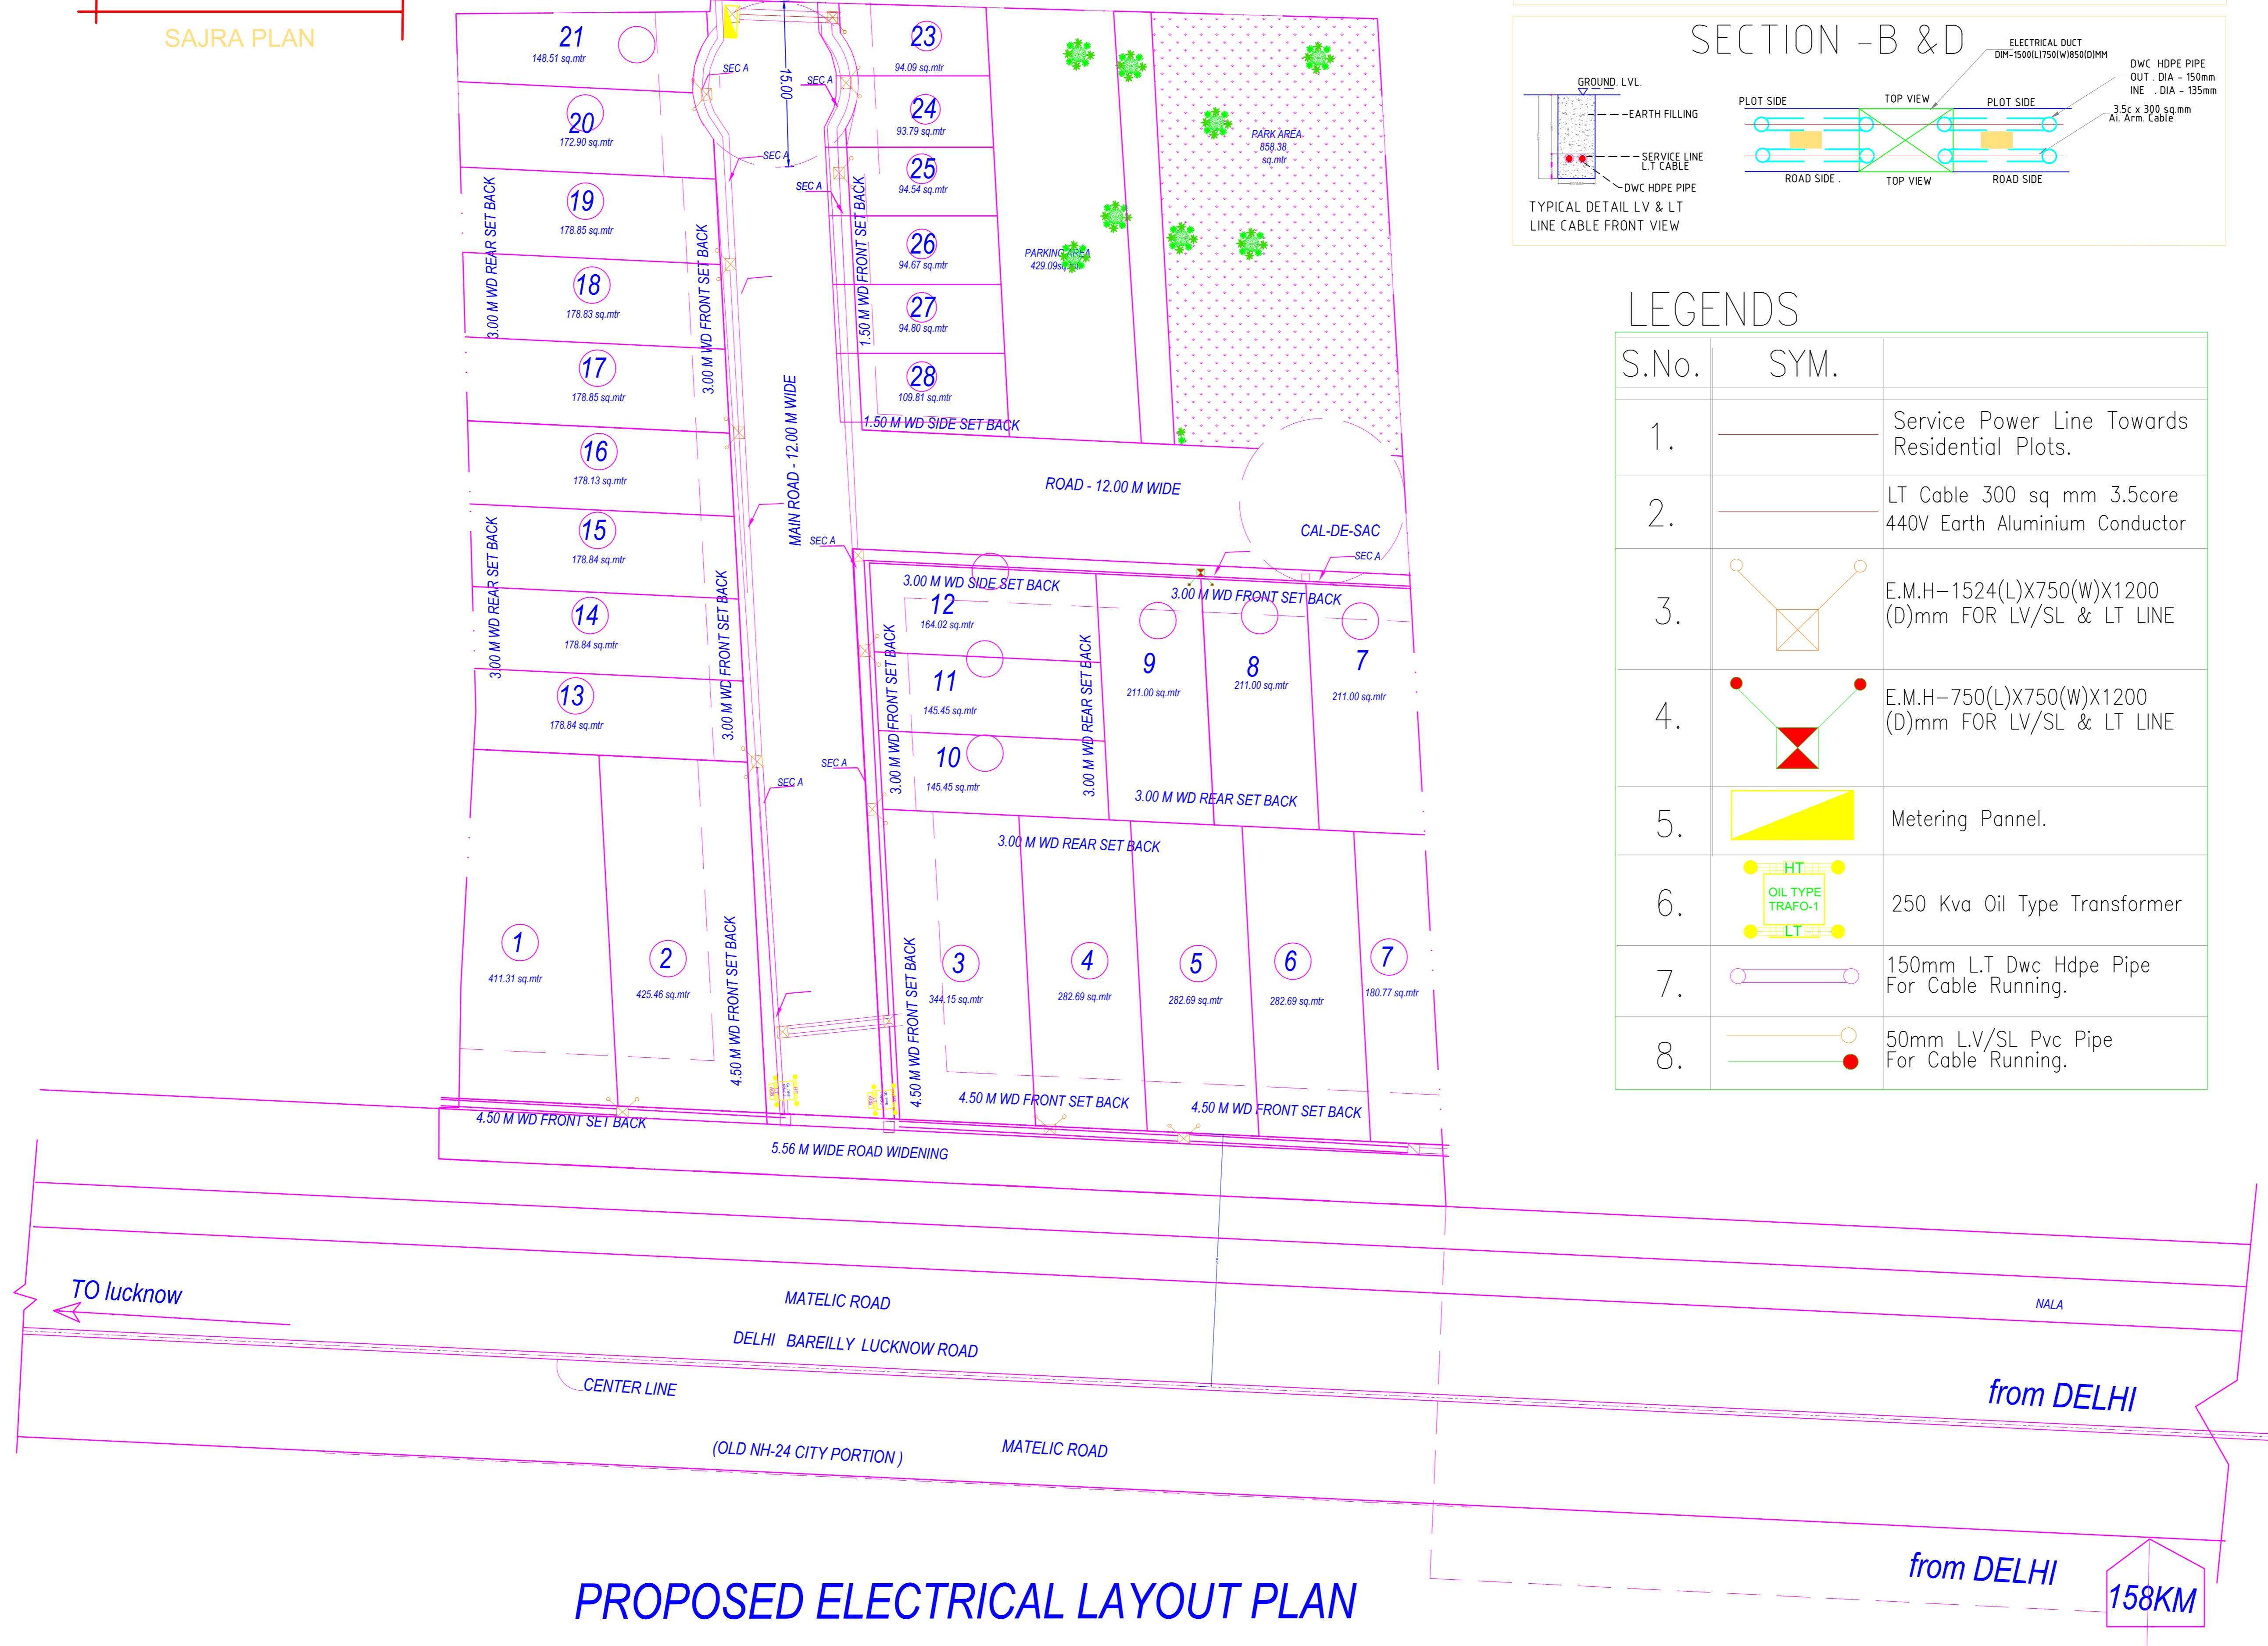 SAJRA PLAN
SECTION -B &D
ELECTRICAL DUCT
DIM-1500(L)750(W)850(D)MM
DWC HDPE PIPE
OUT . DIA - 150mm
INE . DIA - 135mm
3.5c x 300 sq.mm
Al. Arm. Cable
GROUND. LVL.
EARTH FILLING
SERVICE LINE
L.T CABLE
DWC HDPE PIPE
TYPICAL DETAIL LV & LT
LINE CABLE FRONT VIEW
PLOT SIDE
TOP VIEW
PLOT SIDE
ROAD SIDE .
TOP VIEW
ROAD SIDE
LEGENDS
S.No.
SYM.
1.
Service Power Line Towards
Residential Plots.
2.
LT Cable 300 sq mm 3.5core
440V Earth Aluminium Conductor
3.
E.M.H-1524(L)X750(W)X1200
(D)mm FOR LV/SL & LT LINE
4.
E.M.H-750(L)X750(W)X1200
(D)mm FOR LV/SL & LT LINE
5.
Metering Pannel.
6.
HT
OIL TYPE
TRAFO-1
LT
250 Kva Oil Type Transformer
7.
150mm L.T Dwc Hdpe Pipe
For Cable Running.
8.
50mm L.V/SL Pvc Pipe
For Cable Running.
21
148.51 sq.mtr
20
172.90 sq.mtr
19
178.85 sq.mtr
18
178.83 sq.mtr
17
178.85 sq.mtr
16
178.13 sq.mtr
15
178.84 sq.mtr
14
178.84 sq.mtr
13
178.84 sq.mtr
3.00 M WD REAR SET BACK
3.00 M WD REAR SET BACK
3.00 M WD FRONT SET BACK
3.00 M WD FRONT SET BACK
SEC A
15.00
SEC A
SEC A
SEC A
23
94.09 sq.mtr
24
93.79 sq.mtr
25
94.54 sq.mtr
26
94.67 sq.mtr
27
94.80 sq.mtr
28
109.81 sq.mtr
1.50 M WD FRONT SET BACK
1.50 M WD SIDE SET BACK
PARK AREA
858.38
sq.mtr
PARKING AREA
429.09sq.
MAIN ROAD - 12.00 M WIDE
ROAD - 12.00 M WIDE
CAL-DE-SAC
SEC A
SEC A
3.00 M WD SIDE SET BACK
3.00 M WD FRONT SET BACK
12
164.02 sq.mtr
11
145.45 sq.mtr
10
145.45 sq.mtr
3.00 M WD FRONT SET BACK
3.00 M WD REAR SET BACK
9
211.00 sq.mtr
8
211.00 sq.mtr
7
211.00 sq.mtr
SEC A
SEC A
3.00 M WD REAR SET BACK
3.00 M WD REAR SET BACK
1
411.31 sq.mtr
2
425.46 sq.mtr
4.50 M WD FRONT SET BACK
4.50 M WD FRONT SET BACK
3
344.15 sq.mtr
4
282.69 sq.mtr
5
282.69 sq.mtr
6
282.69 sq.mtr
7
180.77 sq.mtr
4.50 M WD FRONT SET BACK
4.50 M WD FRONT SET BACK
4.50 M WD FRONT SET BACK
5.56 M WIDE ROAD WIDENING
TO lucknow
MATELIC ROAD
NALA
DELHI BAREILLY LUCKNOW ROAD
CENTER LINE
from DELHI
(OLD NH-24 CITY PORTION )
MATELIC ROAD
from DELHI
158KM
PROPOSED ELECTRICAL LAYOUT PLAN